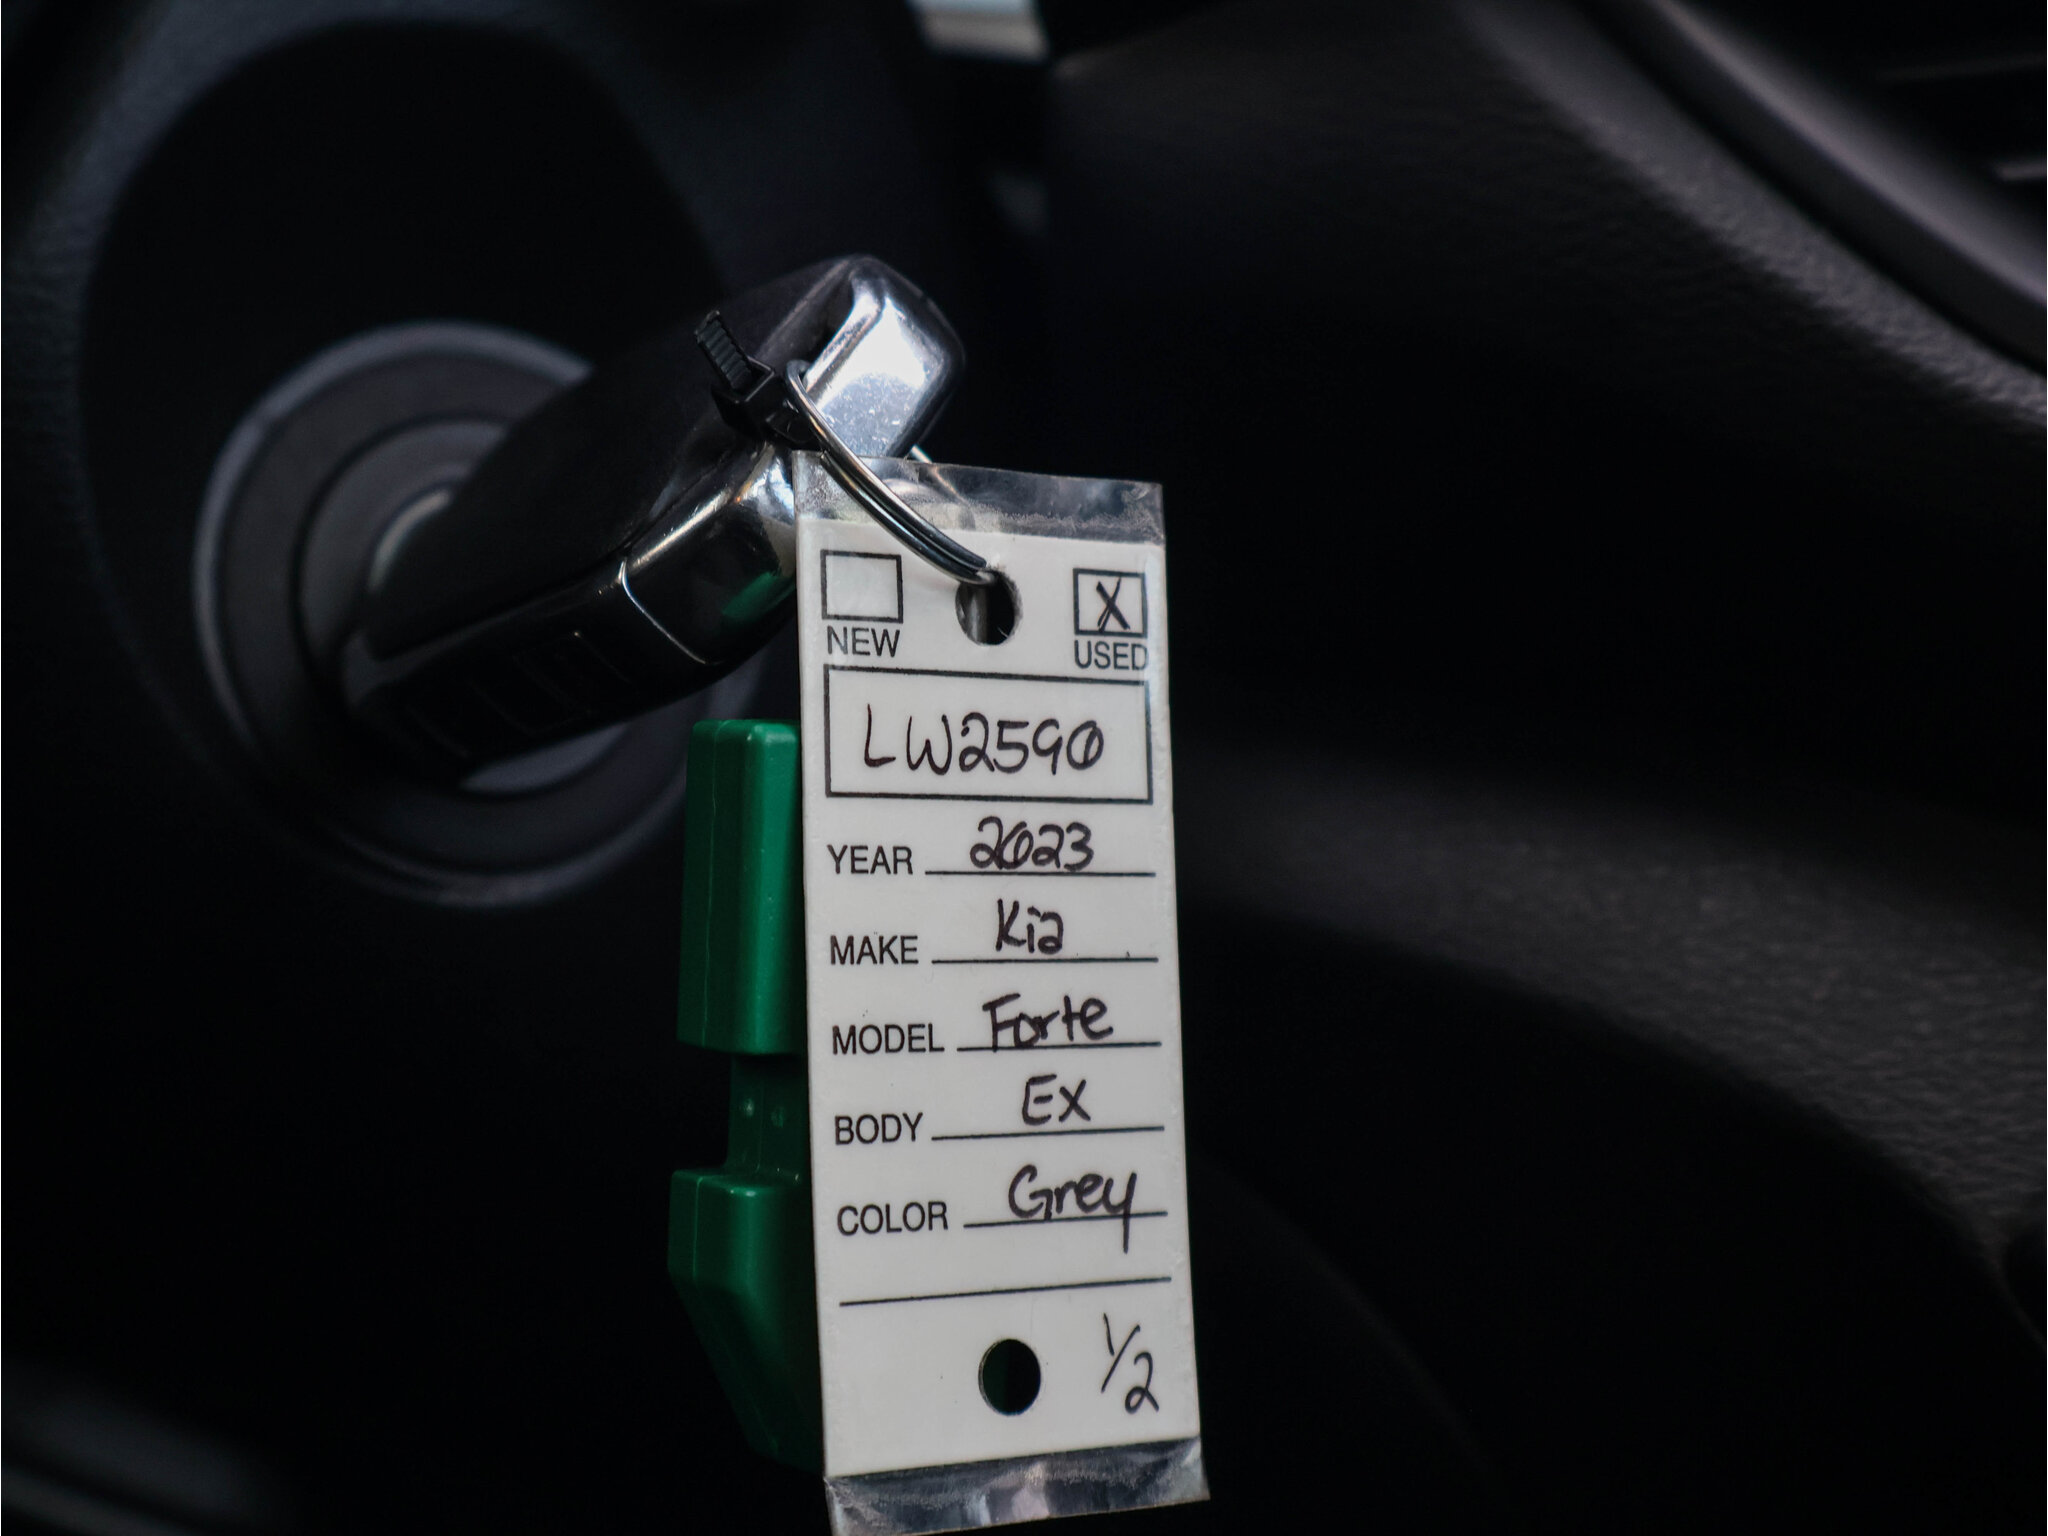 X
NEW USED
LW2590
YEAR 2023
MAKE Kia
MODEL Forte
BODY EX
COLOR Grey
1/2